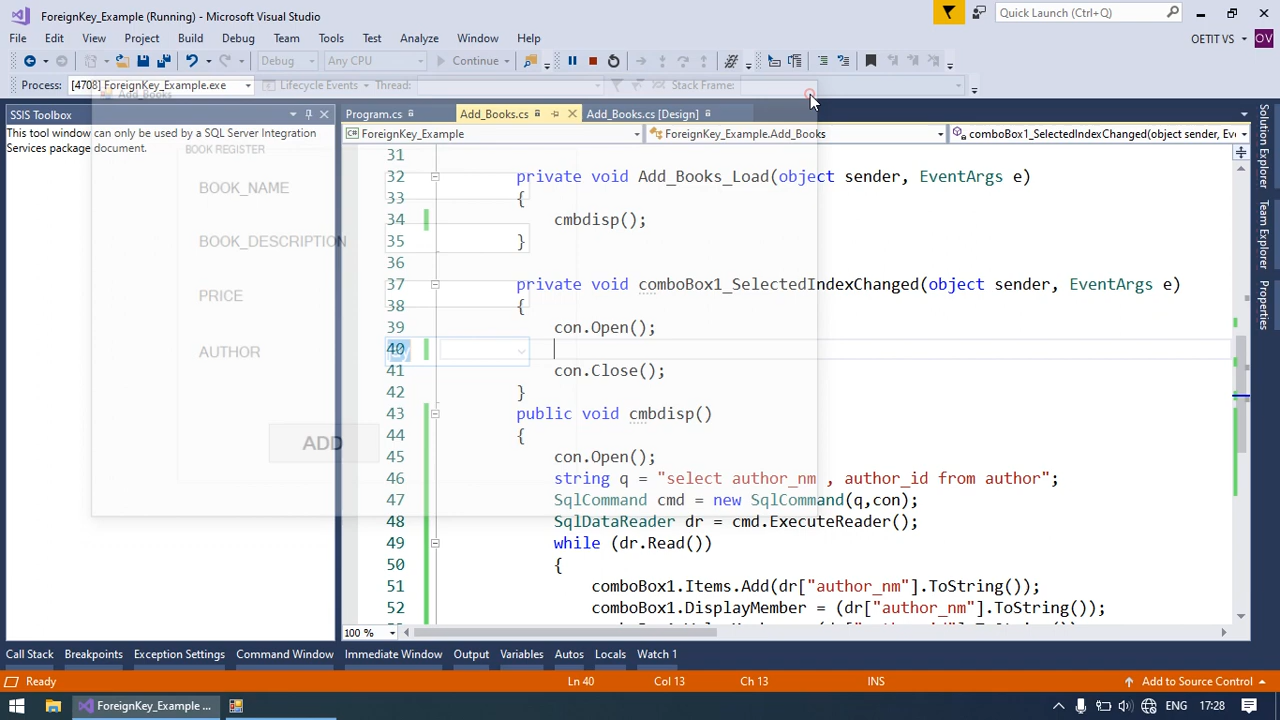 ForeignKey_Example (Running) - Microsoft Visual Studio
Quick Launch (Ctrl+Q)
File Edit View Project Build Debug Team Tools Test Analyze Window Help
OETIT VS OV
Debug Any CPU Continue
Process: [4708] ForeignKey_Example.exe Lifecycle Events Thread: Stack Frame:
Add_Books
SSIS Toolbox
This tool window can only be used by a SQL Server Integration
Services package document.
Program.cs Add_Books.cs Add_Books.cs [Design]
ForeignKey_Example ForeignKey_Example.Add_Books comboBox1_SelectedIndexChanged(object sender, Eve
BOOK REGISTER
BOOK_NAME
BOOK_DESCRIPTION
PRICE
AUTHOR
ADD
31
32 private void Add_Books_Load(object sender, EventArgs e)
33 {
34 cmbdisp();
35 }
36
37 private void comboBox1_SelectedIndexChanged(object sender, EventArgs e)
38 {
39 con.Open();
40
41 con.Close();
42 }
43 public void cmbdisp()
44 {
45 con.Open();
46 string q = "select author_nm , author_id from author";
47 SqlCommand cmd = new SqlCommand(q,con);
48 SqlDataReader dr = cmd.ExecuteReader();
49 while (dr.Read())
50 {
51 comboBox1.Items.Add(dr["author_nm"].ToString());
52 comboBox1.DisplayMember = (dr["author_nm"].ToString());
100 %
Solution Explorer
Team Explorer
Properties
Call Stack Breakpoints Exception Settings Command Window Immediate Window Output Variables Autos Locals Watch 1
Ready Ln 40 Col 13 Ch 13 INS Add to Source Control
ForeignKey_Example ...
ENG 17:28